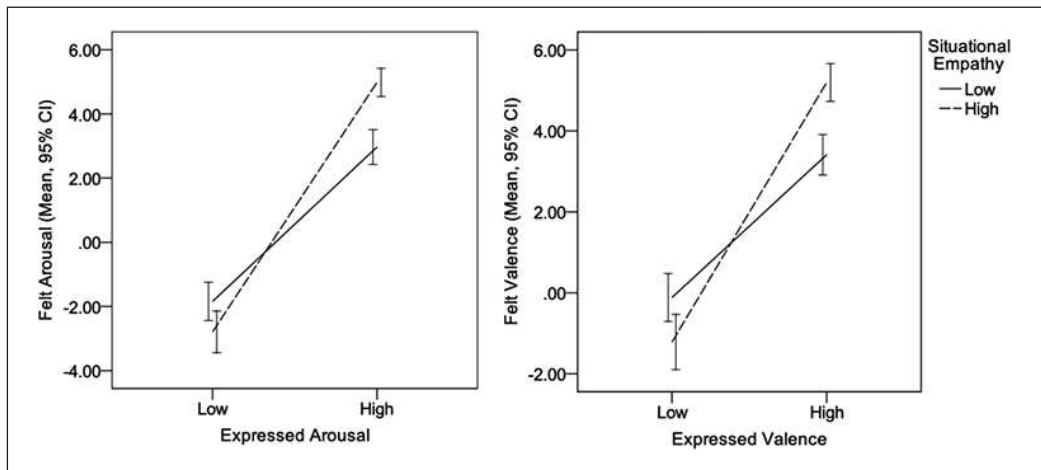 6.00
4.00
2.00
.00
-2.00
-4.00
Felt Arousal (Mean, 95% CI)
Low
High
Expressed Arousal
6.00
4.00
2.00
.00
-2.00
Felt Valence (Mean, 95% CI)
Low
High
Expressed Valence
Situational
Empathy
Low
High